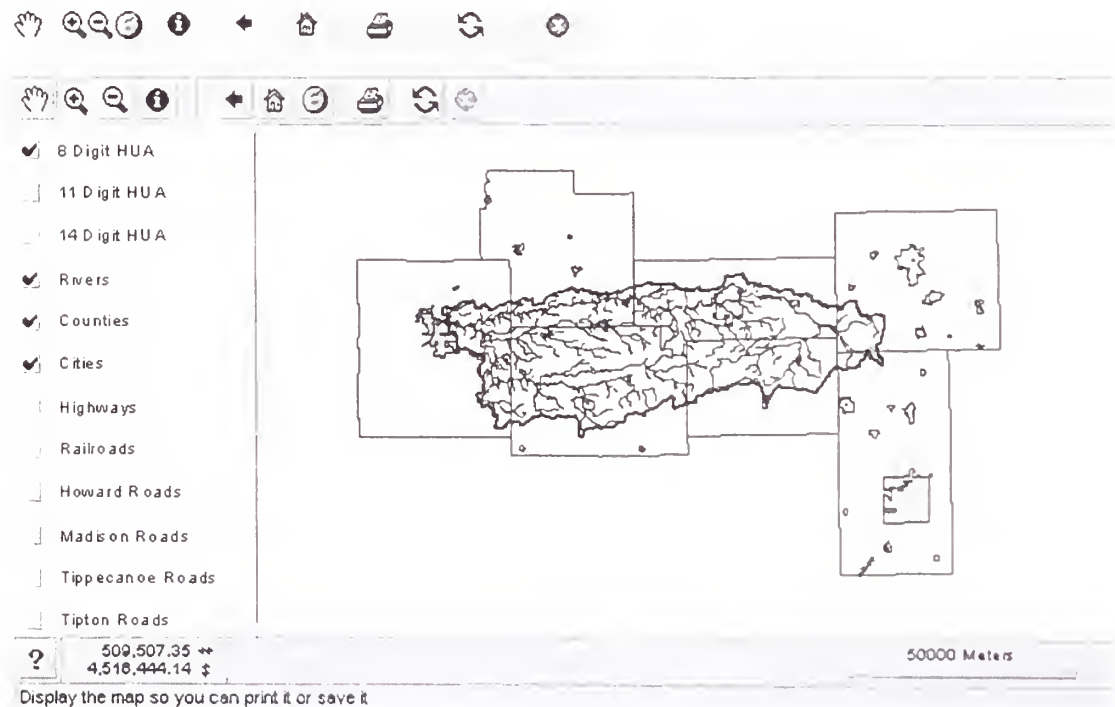 8 Digit HUA
11 Digit HUA
14 Digit HUA
Rivers
Counties
Cities
Highways
Railroads
Howard Roads
Madison Roads
Tippecanoe Roads
Tipton Roads
? 509,507.35
4,518,444.14
50000 Meters
Display the map so you can print it or save it